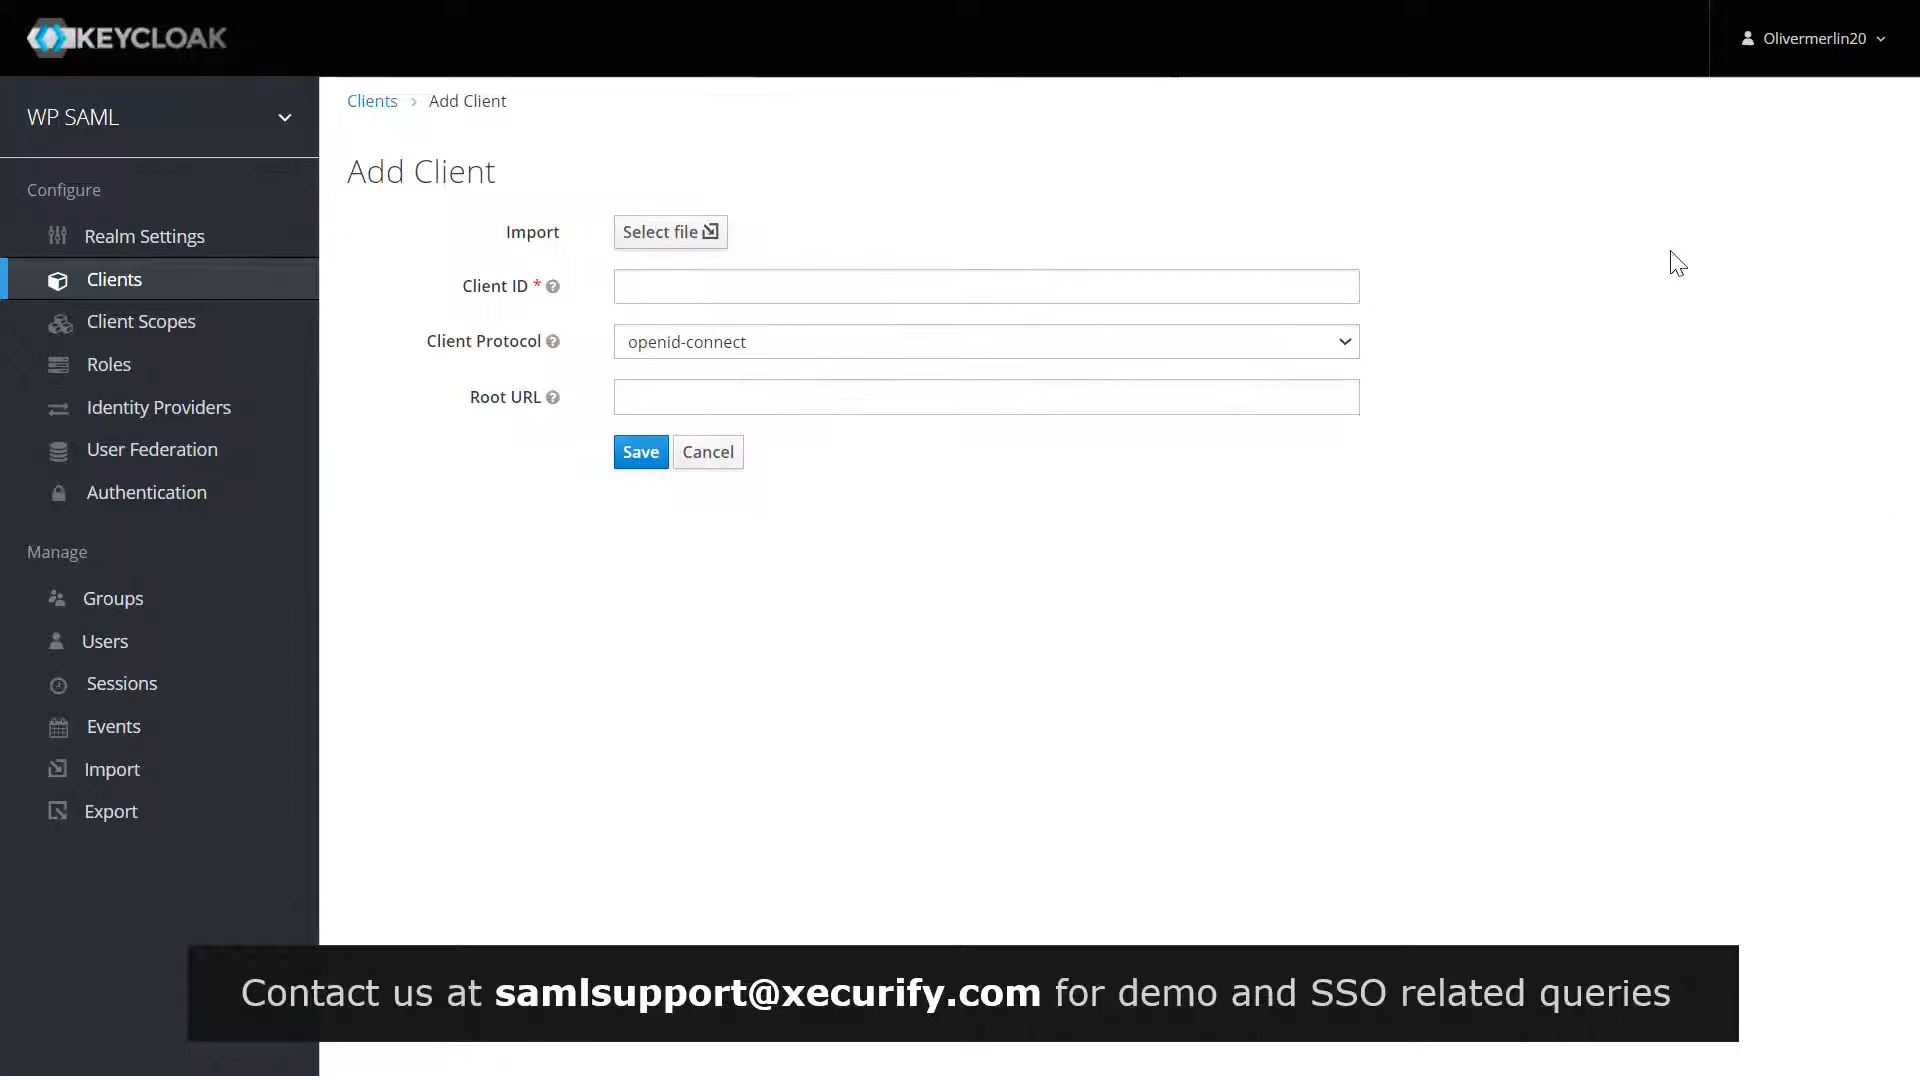 KEYCLOAK
Olivermerlin20
WP SAML
Configure
Realm Settings
Clients
Client Scopes
Roles
Identity Providers
User Federation
Authentication
Manage
Groups
Users
Sessions
Events
Import
Export
Clients > Add Client
Add Client
Import Select file
Client ID *
Client Protocol openid-connect
Root URL
Save Cancel
Contact us at samlsupport@xecurify.com for demo and SSO related queries